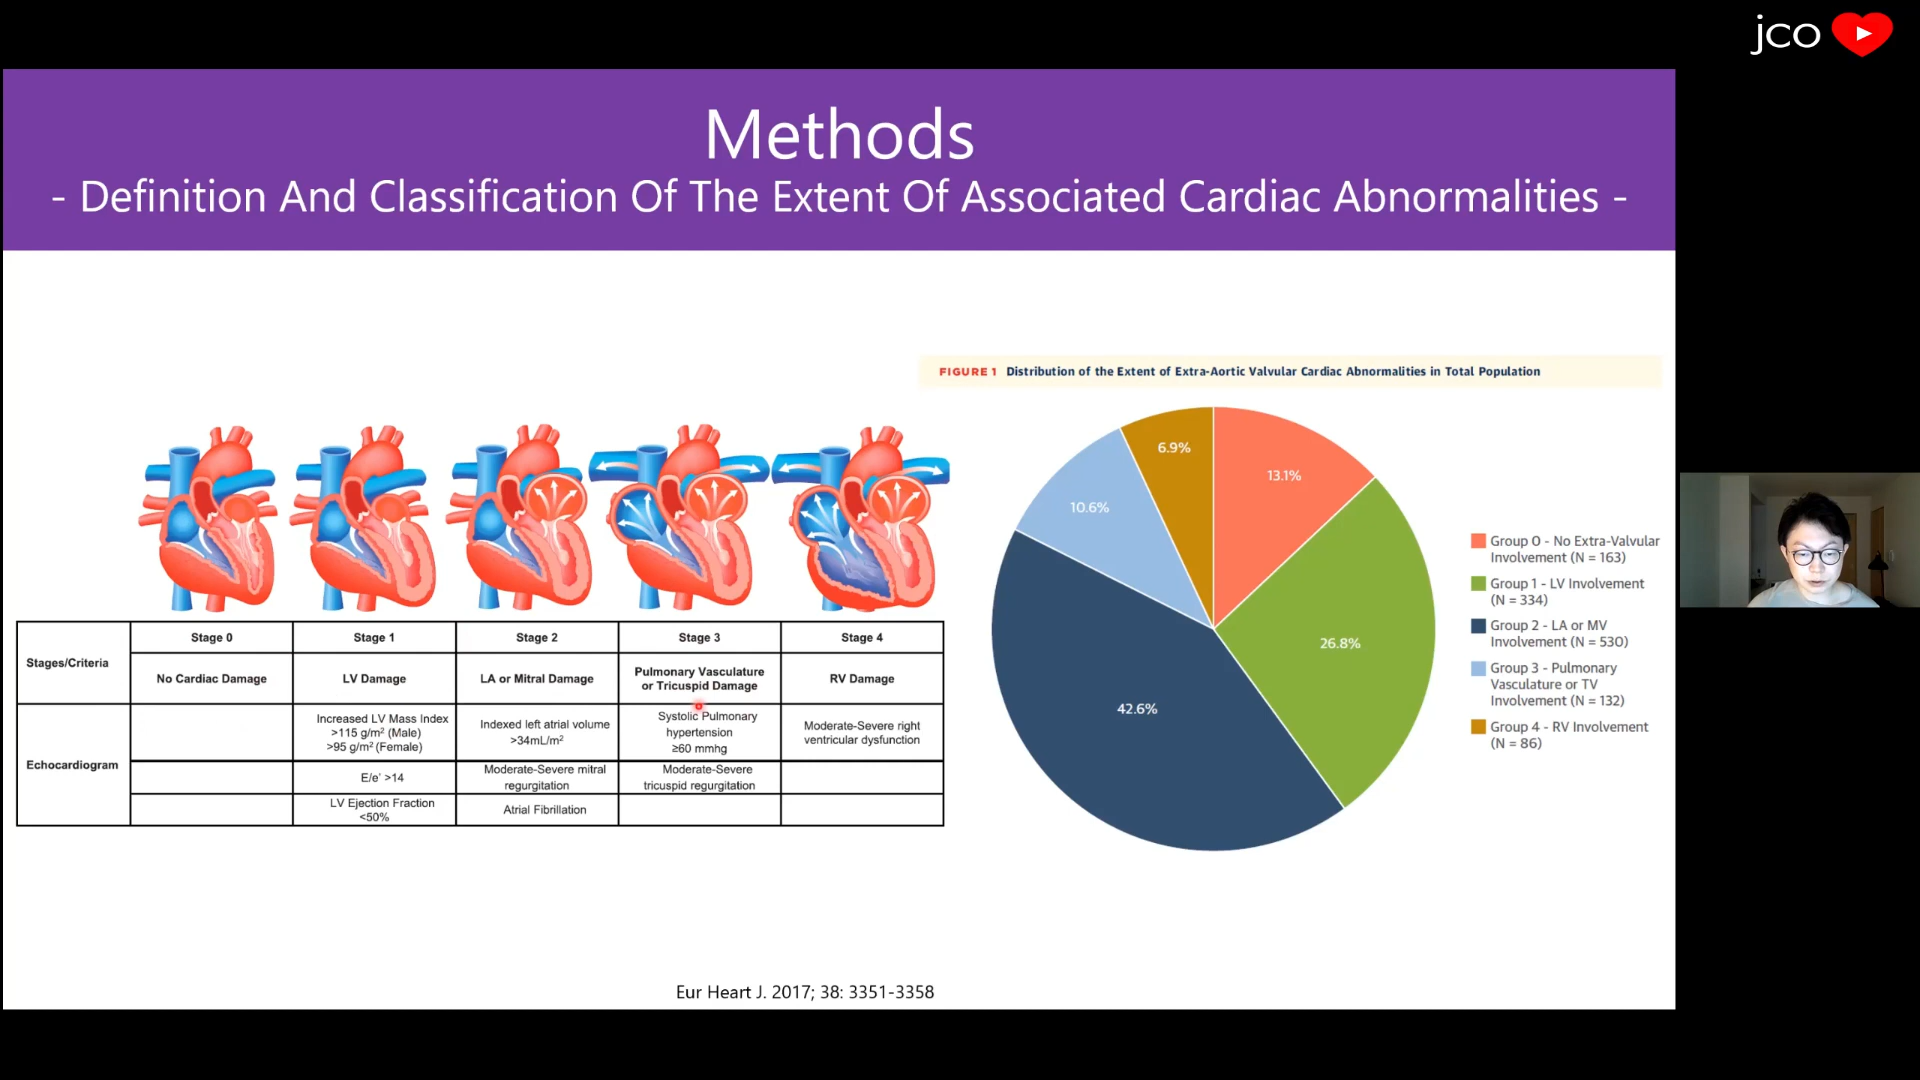 jco
Methods
- Definition And Classification Of The Extent Of Associated Cardiac Abnormalities -
FIGURE 1 Distribution of the Extent of Extra-Aortic Valvular Cardiac Abnormalities in Total Population
Stages/Criteria
Stage 0
Stage 1
Stage 2
Stage 3
Stage 4
No Cardiac Damage
LV Damage
LA or Mitral Damage
Pulmonary Vasculature
or Tricuspid Damage
RV Damage
Echocardiogram
Increased LV Mass Index
>115 g/m² (Male)
>95 g/m² (Female)
Indexed left atrial volume
>34mL/m²
Systolic Pulmonary
hypertension
≥60 mmhg
Moderate-Severe right
ventricular dysfunction
E/e' >14
Moderate-Severe mitral
regurgitation
Moderate-Severe
tricuspid regurgitation
LV Ejection Fraction
<50%
Atrial Fibrillation
6.9%
13.1%
10.6%
26.8%
42.6%
Group 0 - No Extra-Valvular
Involvement (N = 163)
Group 1 - LV Involvement
(N = 334)
Group 2 - LA or MV
Involvement (N = 530)
Group 3 - Pulmonary
Vasculature or TV
Involvement (N = 132)
Group 4 - RV Involvement
(N = 86)
Eur Heart J. 2017; 38: 3351-3358